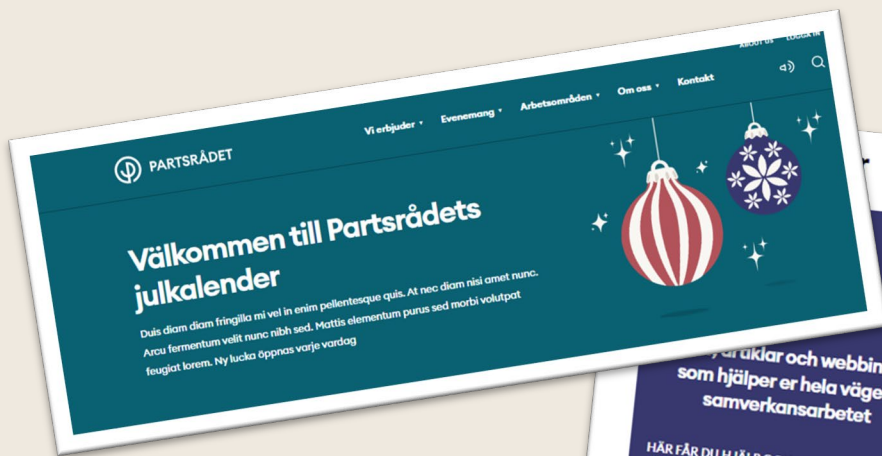 ABOUT US LOGGA IN
PARTSRÅDET
Vi erbjuder Evenemang Arbetsområden Om oss Kontakt
Välkommen till Partsrådets
julkalender
Duis diam diam fringilla mi vel in enim pellentesque quis. At nec diam nisi amet nunc.
Arcu fermentum velit nunc nibh sed. Mattis elementum purus sed morbi volutpat
feugiat lorem. Ny lucka öppnas varje vardag
och webbin
som hjälper er hela väge
samverkansarbetet
HÄR FÅR DU